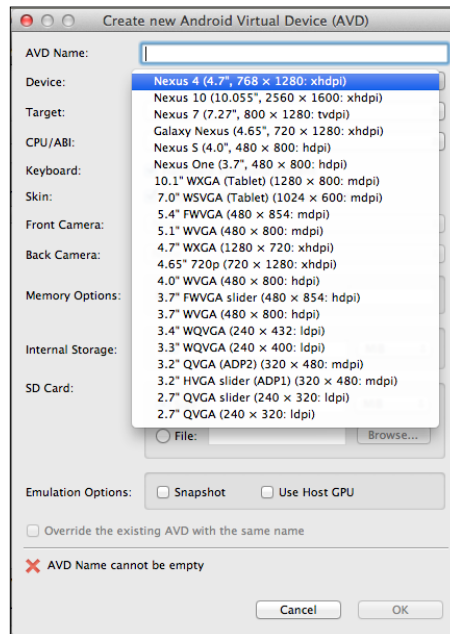 Create new Android Virtual Device (AVD)
AVD Name:
Device:
Nexus 4 (4.7", 768 × 1280: xhdpi)
Nexus 10 (10.055", 2560 × 1600: xhdpi)
Target:
Nexus 7 (7.27", 800 × 1280: tvdpi)
Galaxy Nexus (4.65", 720 × 1280: xhdpi)
CPU/ABI:
Nexus S (4.0", 480 × 800: hdpi)
Nexus One (3.7", 480 × 800: hdpi)
Keyboard:
10.1" WXGA (Tablet) (1280 × 800: mdpi)
Skin:
7.0" WSVGA (Tablet) (1024 × 600: mdpi)
5.4" FWVGA (480 × 854: mdpi)
Front Camera:
5.1" WVGA (480 × 800: mdpi)
4.7" WXGA (1280 × 720: xhdpi)
Back Camera:
4.65" 720p (720 × 1280: xhdpi)
4.0" WVGA (480 × 800: hdpi)
Memory Options:
3.7" FWVGA slider (480 × 854: hdpi)
3.7" WVGA (480 × 800: hdpi)
3.4" WQVGA (240 × 432: ldpi)
Internal Storage:
3.3" WQVGA (240 × 400: ldpi)
3.2" QVGA (ADP2) (320 × 480: mdpi)
3.2" HVGA slider (ADP1) (320 × 480: mdpi)
SD Card:
2.7" QVGA slider (240 × 320: ldpi)
2.7" QVGA (240 × 320: ldpi)
File:
Browse...
Emulation Options:
Snapshot
Use Host GPU
Override the existing AVD with the same name
AVD Name cannot be empty
Cancel
OK